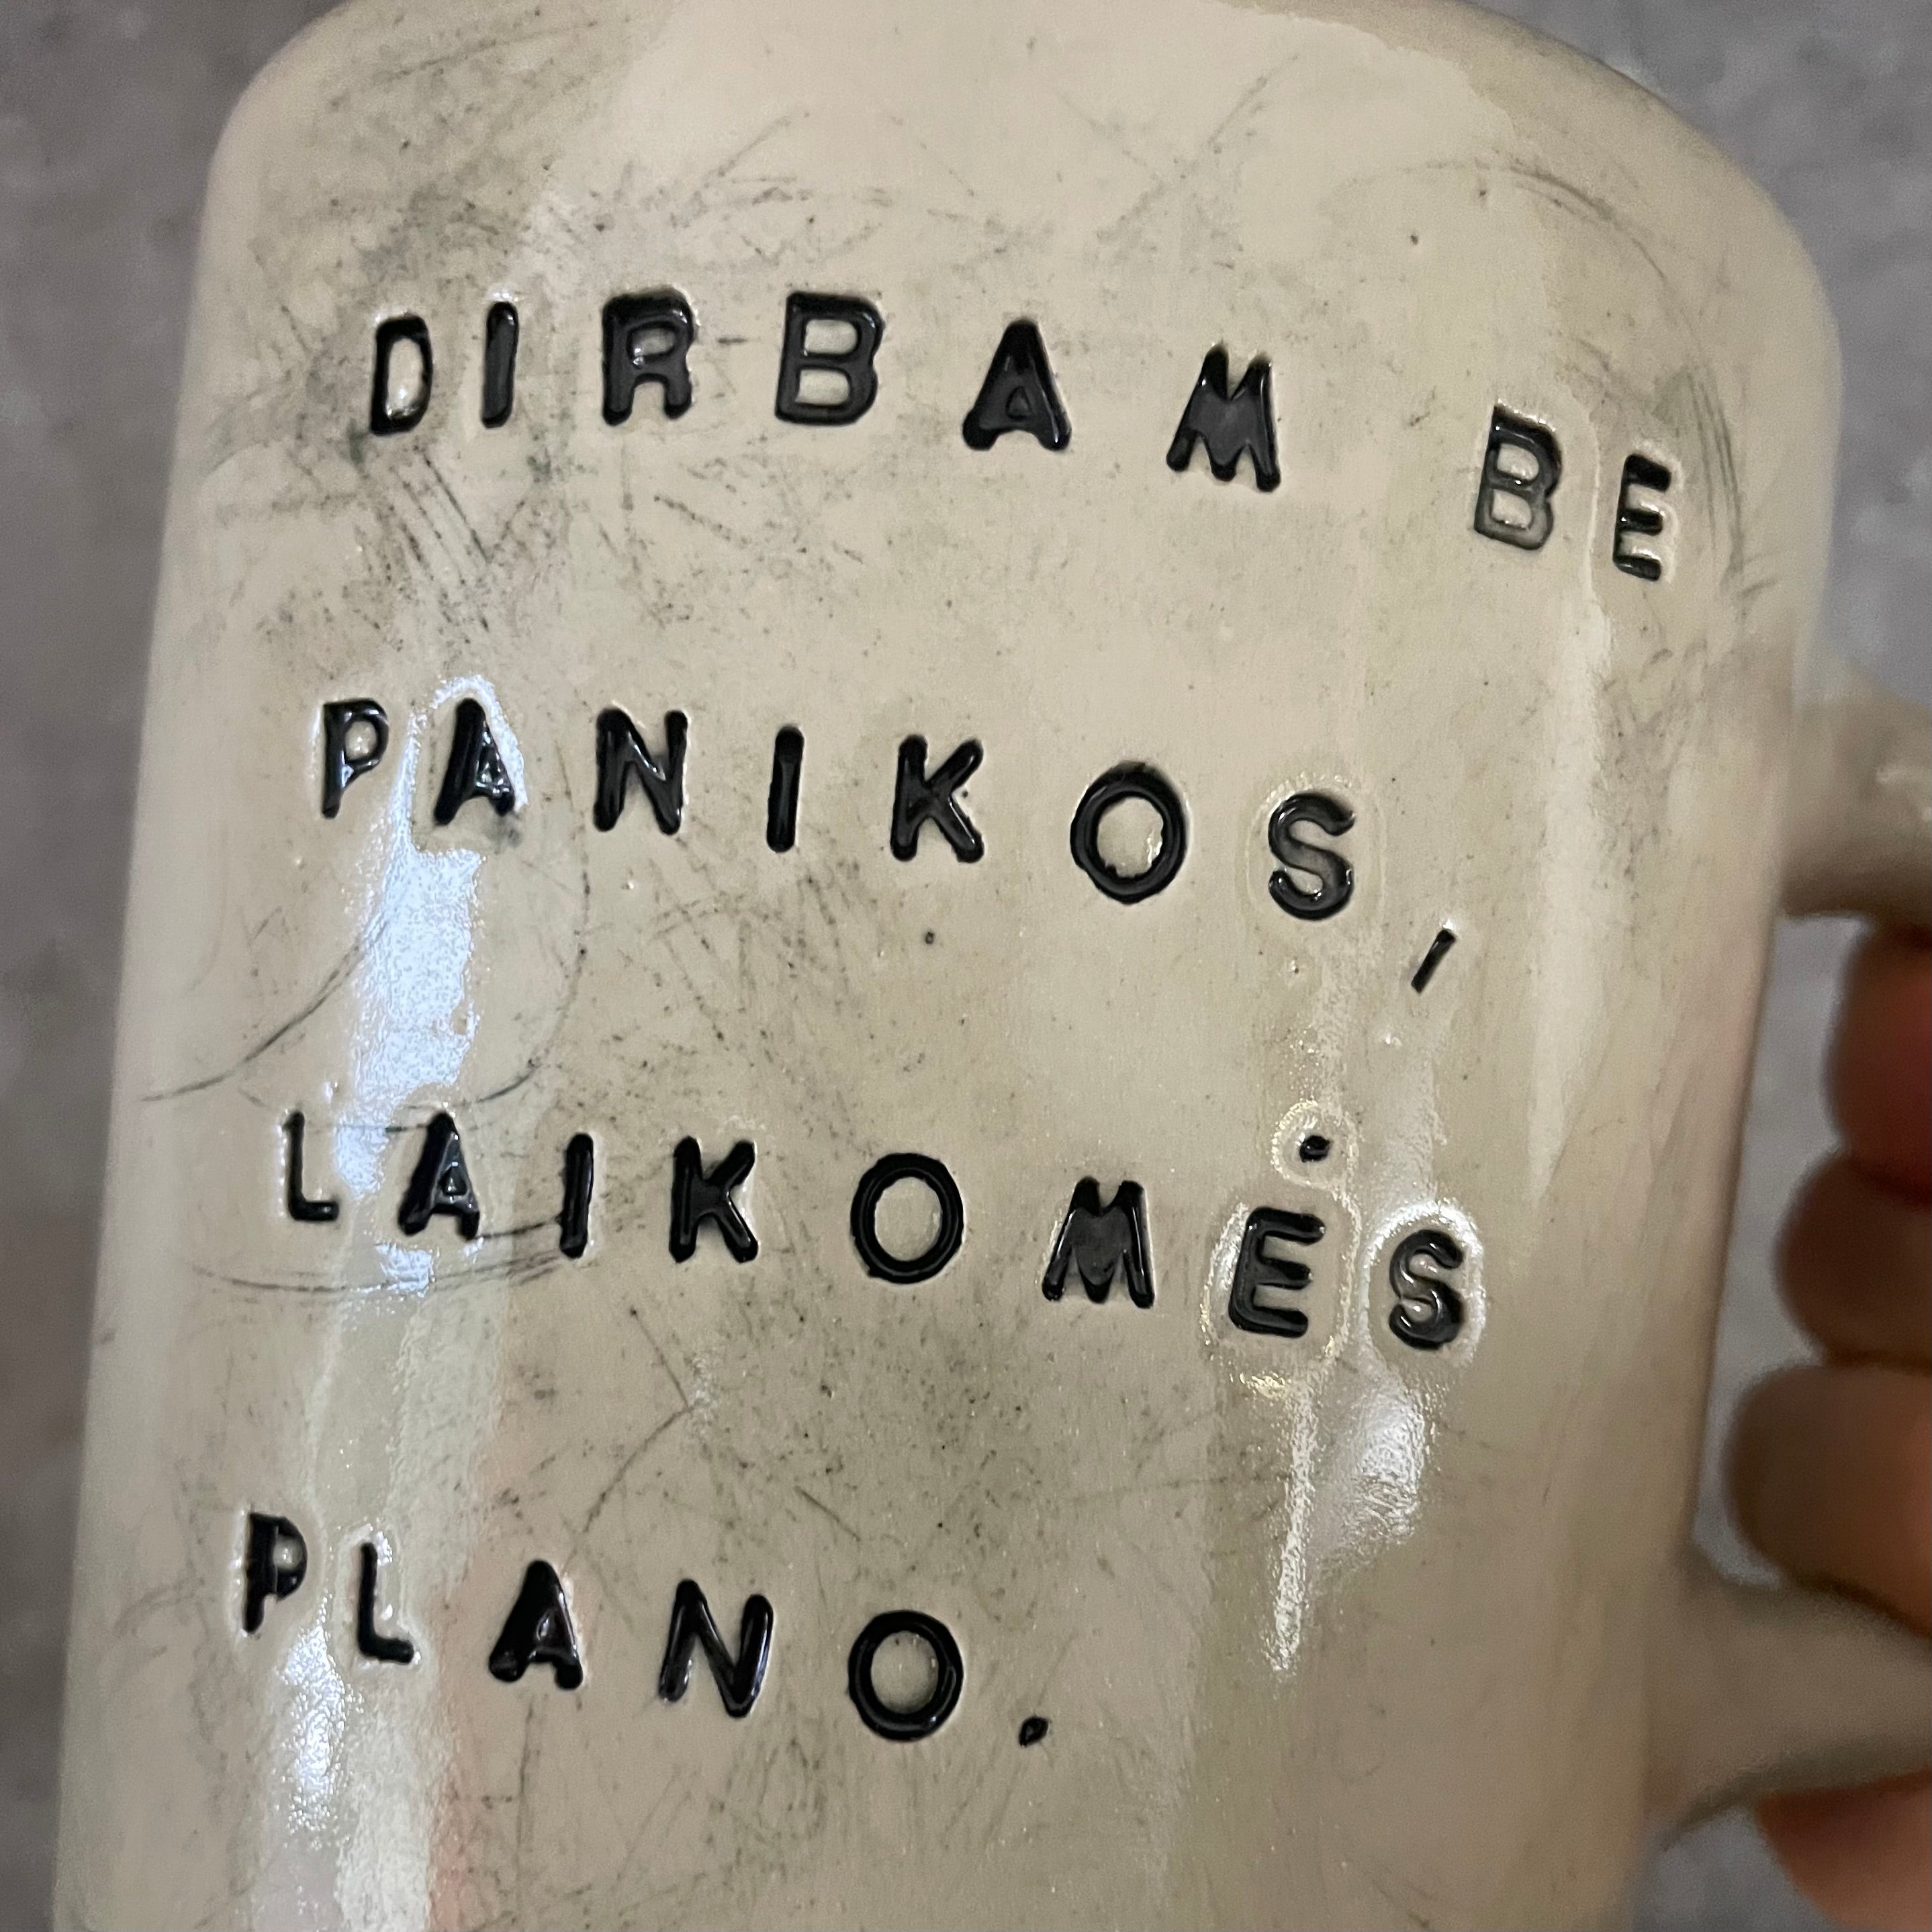 DIRBAM BE
PANIKOS,
LAIKOMĖS
PLANO.